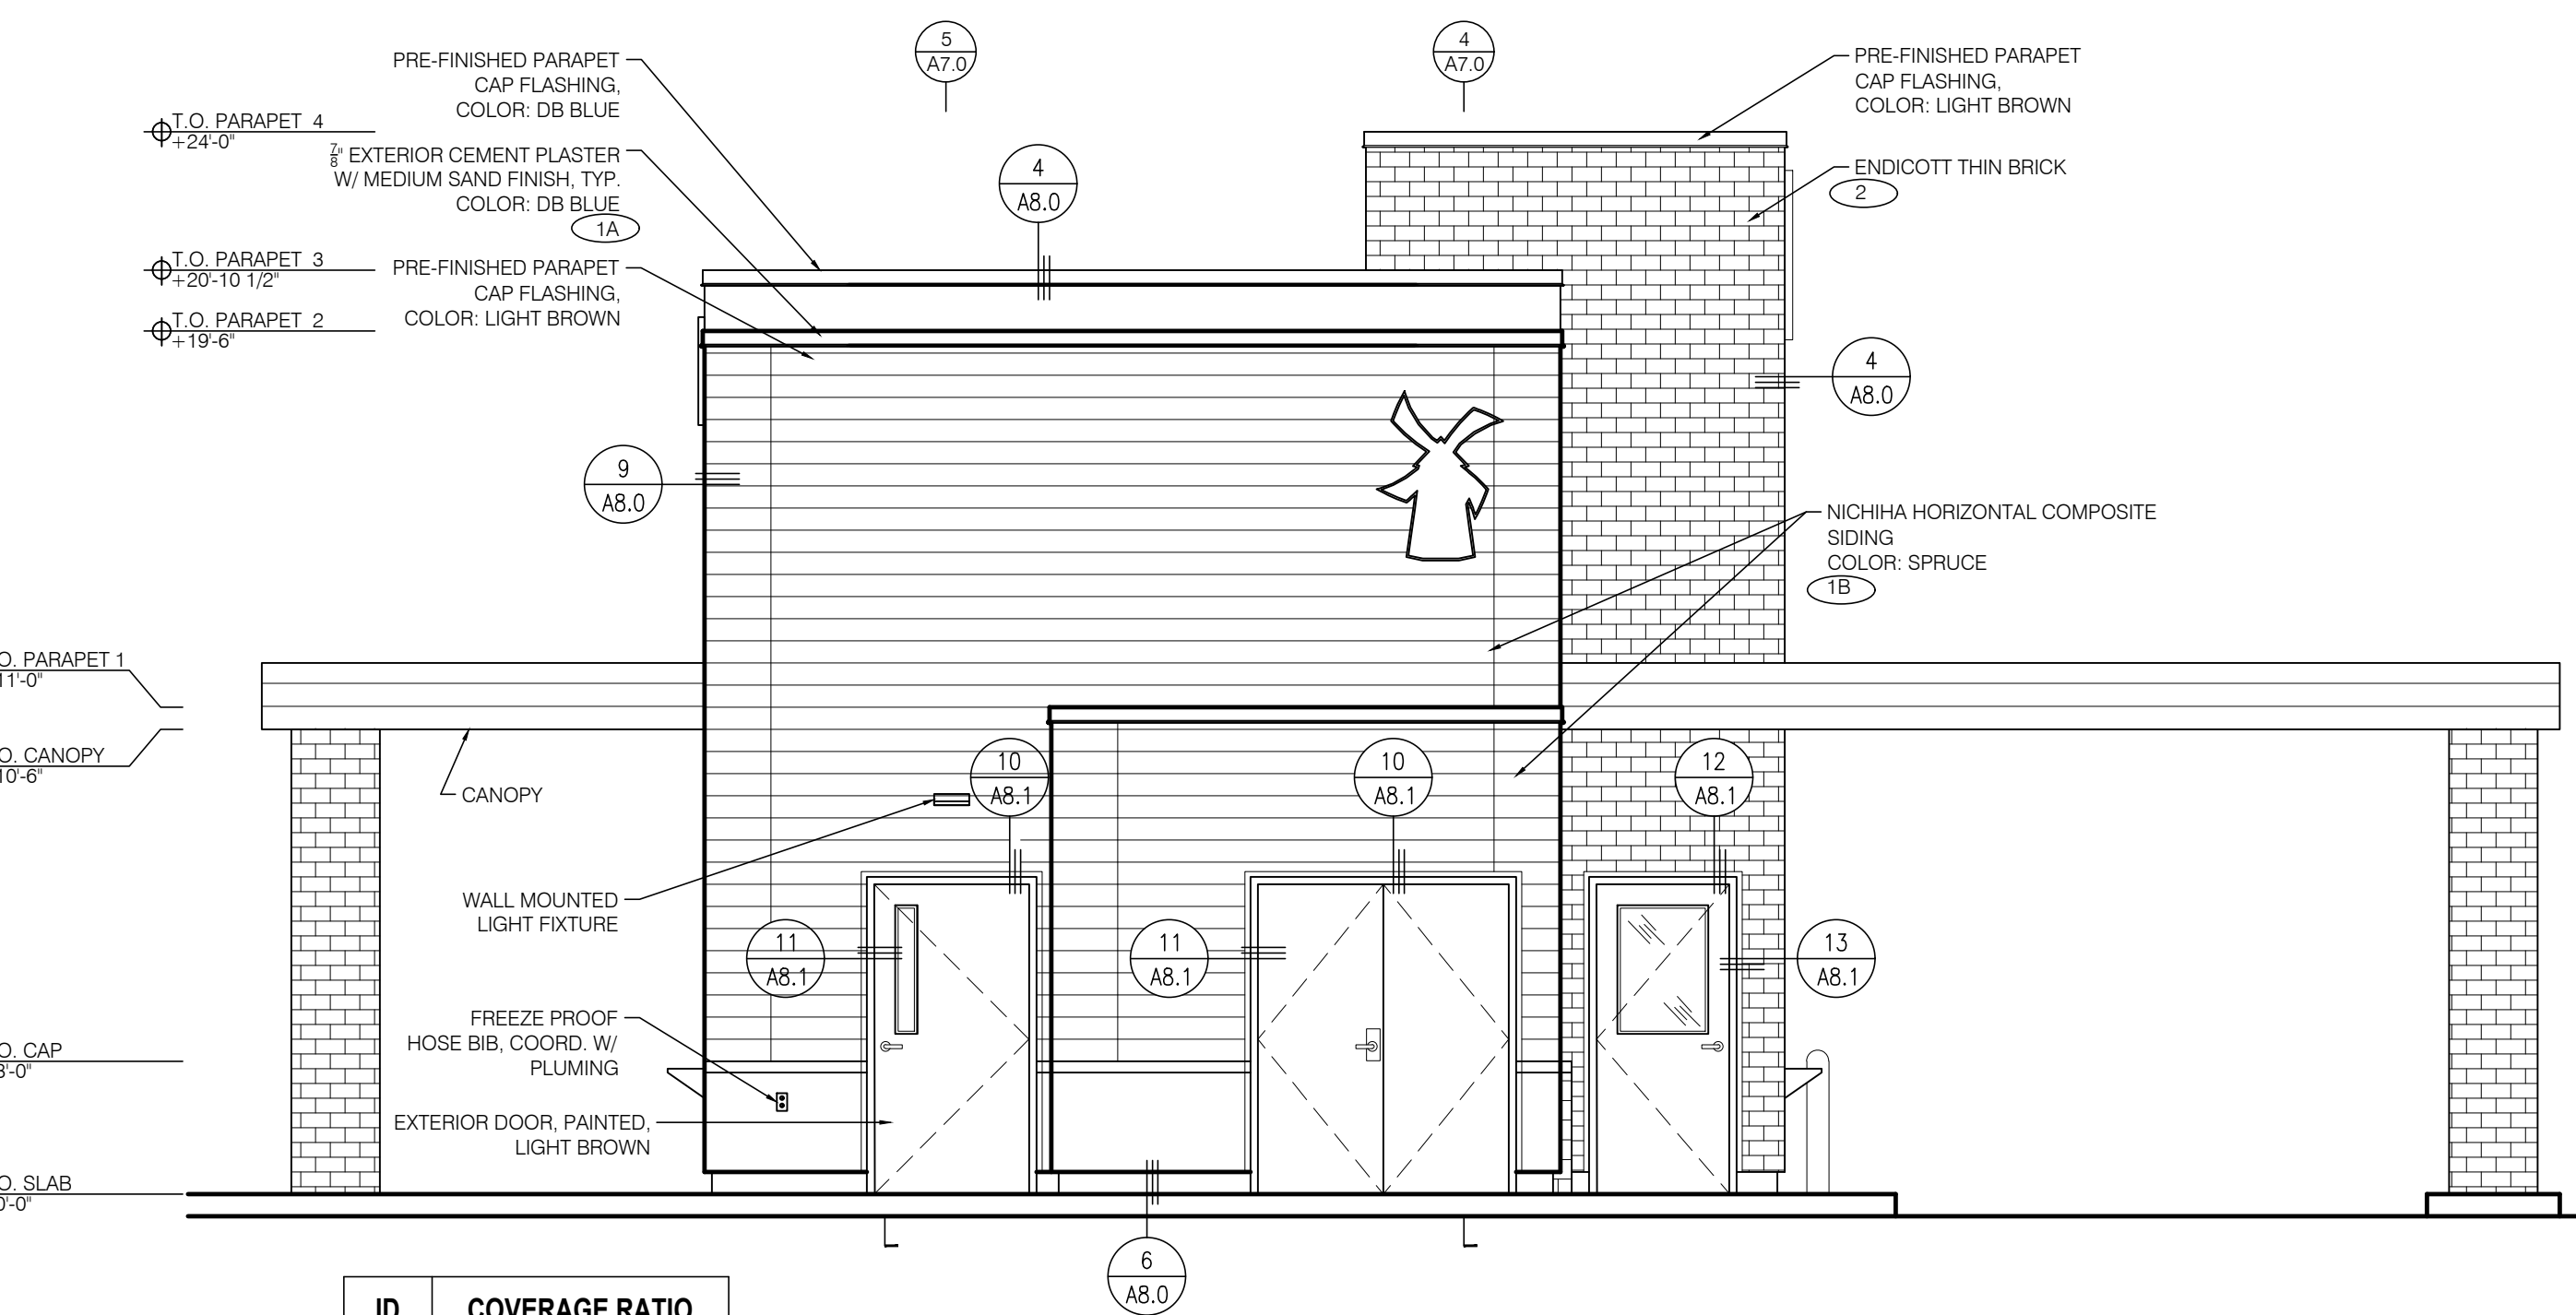 5
A7.0
4
A7.0
PRE-FINISHED PARAPET
CAP FLASHING,
COLOR: DB BLUE
PRE-FINISHED PARAPET
CAP FLASHING,
COLOR: LIGHT BROWN
T.O. PARAPET 4
+24'-0"
7/8" EXTERIOR CEMENT PLASTER
W/ MEDIUM SAND FINISH, TYP.
COLOR: DB BLUE
1A
4
A8.0
ENDICOTT THIN BRICK
2
T.O. PARAPET 3
+20'-10 1/2"
PRE-FINISHED PARAPET
CAP FLASHING,
COLOR: LIGHT BROWN
T.O. PARAPET 2
+19'-6"
4
A8.0
9
A8.0
NICHIHA HORIZONTAL COMPOSITE
SIDING
COLOR: SPRUCE
1B
O. PARAPET 1
11'-0"
O. CANOPY
10'-6"
CANOPY
10
A8.1
10
A8.1
12
A8.1
WALL MOUNTED
LIGHT FIXTURE
11
A8.1
11
A8.1
13
A8.1
FREEZE PROOF
HOSE BIB, COORD. W/
PLUMING
O. CAP
3'-0"
EXTERIOR DOOR, PAINTED,
LIGHT BROWN
O. SLAB
0'-0"
6
A8.0
ID
COVERAGE RATIO